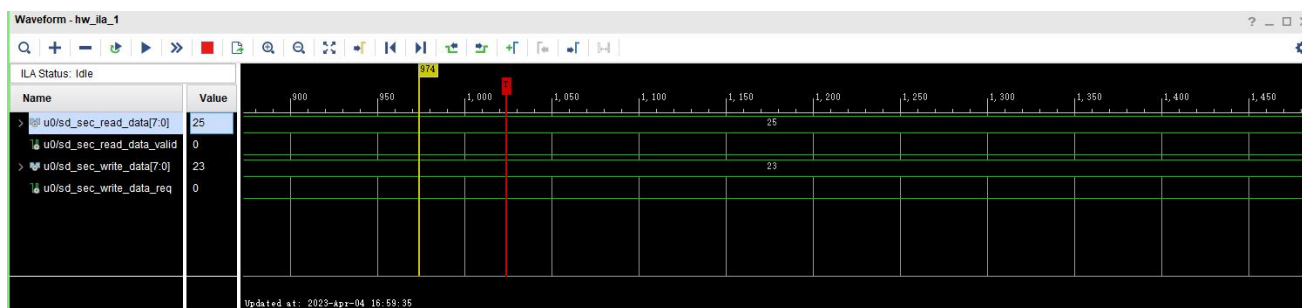 Waveform - hw_ila_1
ILA Status: Idle
Name Value
974
T
900 950 1,000 1,050 1,100 1,150 1,200 1,250 1,300 1,350 1,400 1,450
u0/sd_sec_read_data[7:0] 25 25
u0/sd_sec_read_data_valid 0
u0/sd_sec_write_data[7:0] 23 23
u0/sd_sec_write_data_req 0
Updated at: 2023-Apr-04 16:59:35